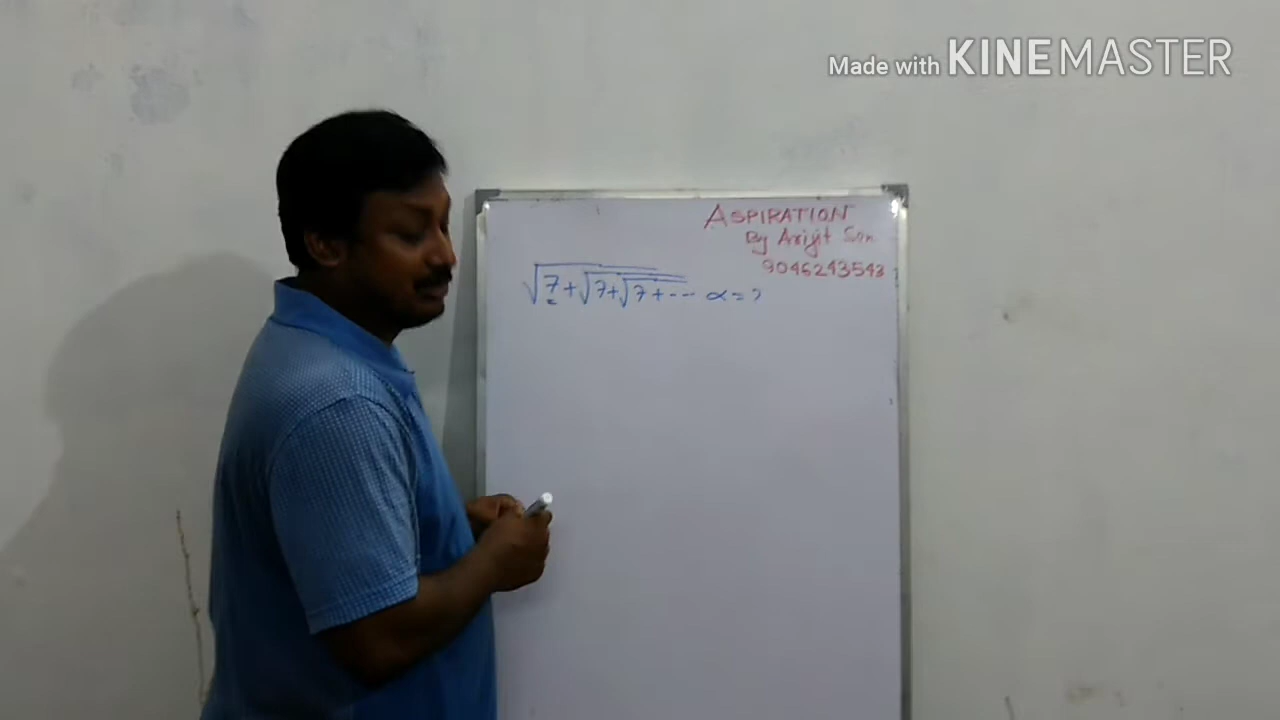 Made with KINEMASTER
ASPIRATION
By Arijit Sen
9046243543
√7+√7+√7+--- α=?